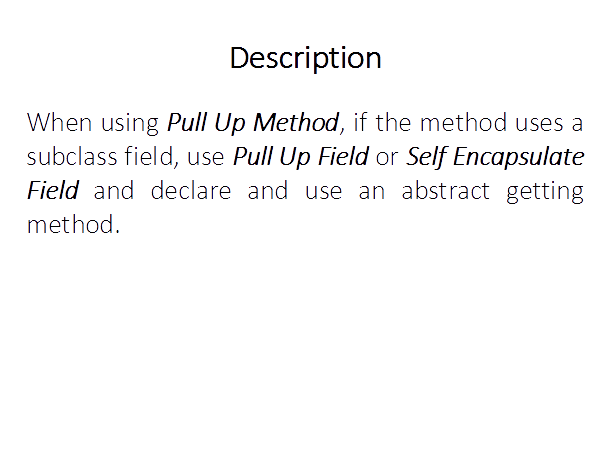 Description
When using Pull Up Method, if the method uses a
subclass field, use Pull Up Field or Self Encapsulate
Field and declare and use an abstract getting
method.